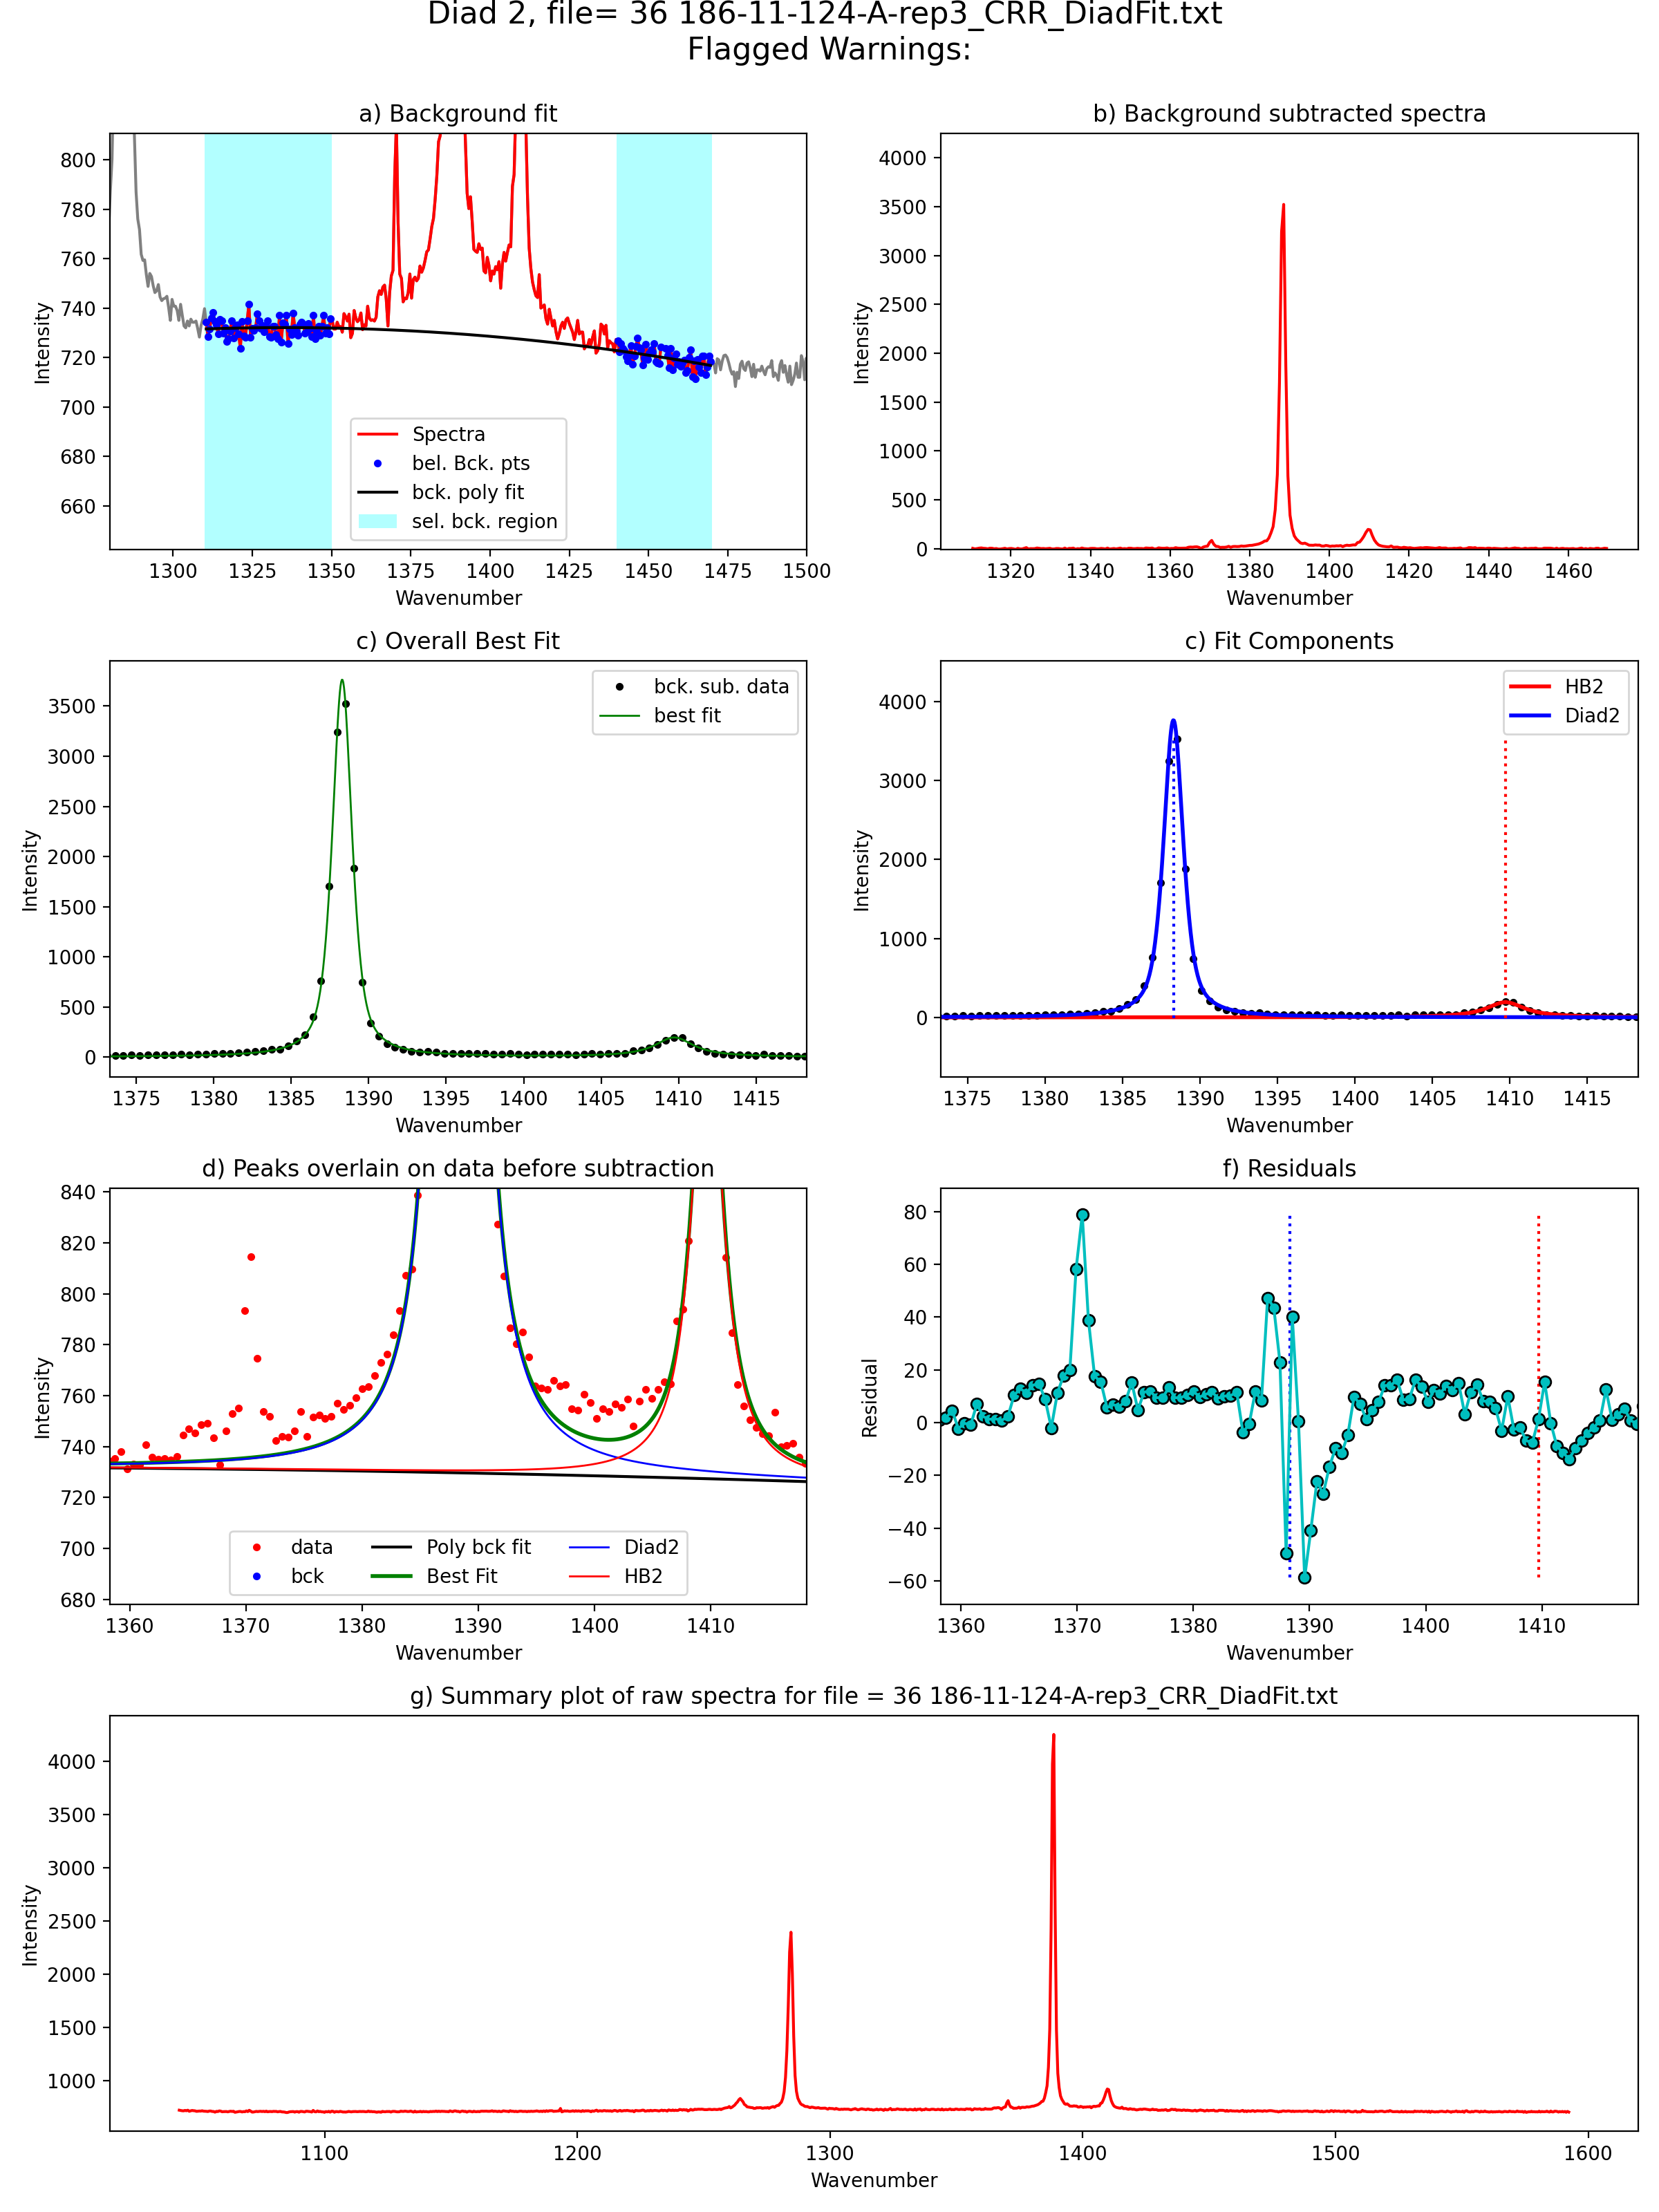 Diad 2, file= 36 186-11-124-A-rep3_CRR_DiadFit.txt
Flagged Warnings:
a) Background fit
800
780
760
740
720
700
680
660
Intensity
Spectra
bel. Bck. pts
bck. poly fit
sel. bck. region
1300 1325 1350 1375 1400 1425 1450 1475 1500
Wavenumber
b) Background subtracted spectra
4000
3500
3000
2500
2000
1500
1000
500
0
Intensity
1320 1340 1360 1380 1400 1420 1440 1460
Wavenumber
c) Overall Best Fit
3500
3000
2500
2000
1500
1000
500
0
Intensity
bck. sub. data
best fit
1375 1380 1385 1390 1395 1400 1405 1410 1415
Wavenumber
c) Fit Components
4000
3000
2000
1000
0
Intensity
HB2
Diad2
1375 1380 1385 1390 1395 1400 1405 1410 1415
Wavenumber
d) Peaks overlain on data before subtraction
840
820
800
780
760
740
720
700
680
Intensity
data Poly bck fit Diad2
bck Best Fit HB2
1360 1370 1380 1390 1400 1410
Wavenumber
f) Residuals
80
60
40
20
0
−20
−40
−60
Residual
1360 1370 1380 1390 1400 1410
Wavenumber
g) Summary plot of raw spectra for file = 36 186-11-124-A-rep3_CRR_DiadFit.txt
4000
3500
3000
2500
2000
1500
1000
Intensity
1100 1200 1300 1400 1500 1600
Wavenumber